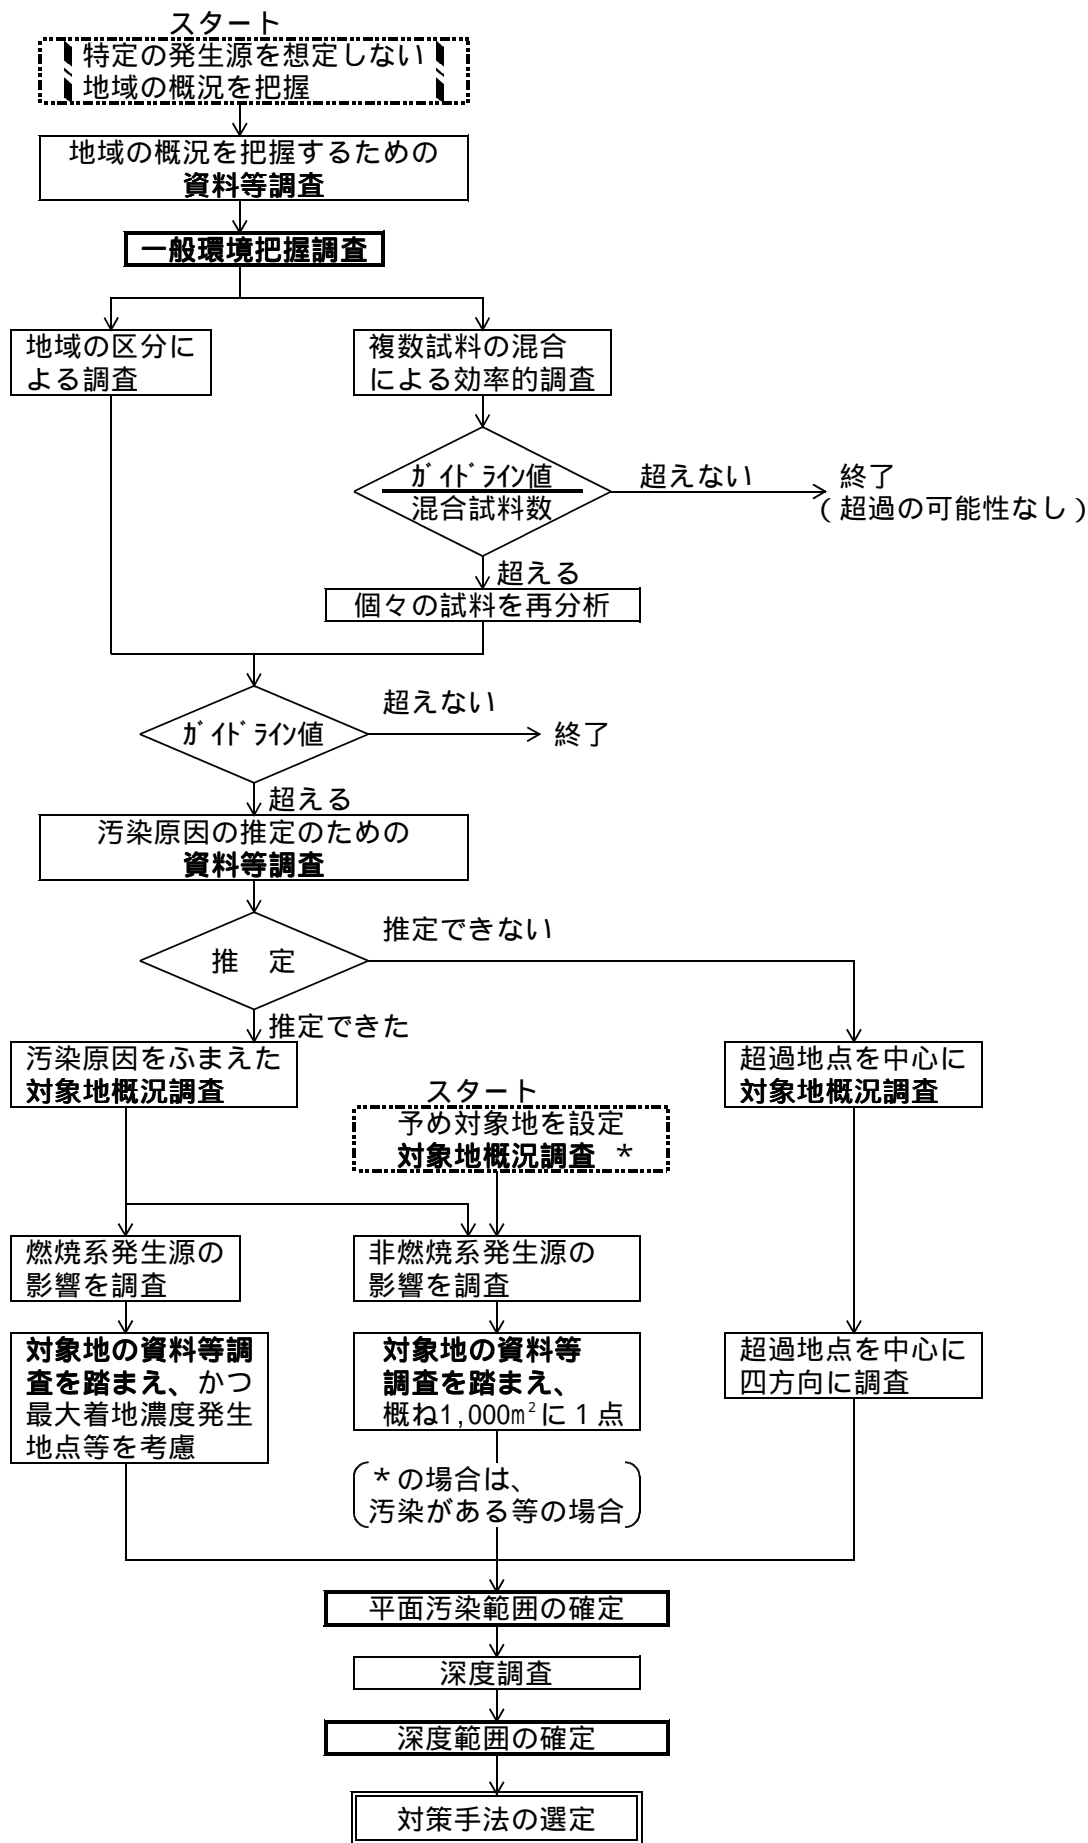 スタート
特定の発生源を想定しない
地域の概況を把握
地域の概況を把握するための
資料等調査
一般環境把握調査
地域の区分に
よる調査
複数試料の混合
による効率的調査
ガイドライン値
混合試料数
超えない
終了
（超過の可能性なし）
超える
個々の試料を再分析
ガイドライン値
超えない
終了
超える
汚染原因の推定のための
資料等調査
推　定
推定できない
推定できた
汚染原因をふまえた
対象地概況調査
超過地点を中心に
対象地概況調査
スタート
予め対象地を設定
対象地概況調査 ＊
燃焼系発生源の
影響を調査
非燃焼系発生源の
影響を調査
対象地の資料等調
査を踏まえ、かつ
最大着地濃度発生
地点等を考慮
対象地の資料等
調査を踏まえ、
概ね1,000m²に１点
超過地点を中心に
四方向に調査
＊の場合は、
汚染がある等の場合
平面汚染範囲の確定
深度調査
深度範囲の確定
対策手法の選定